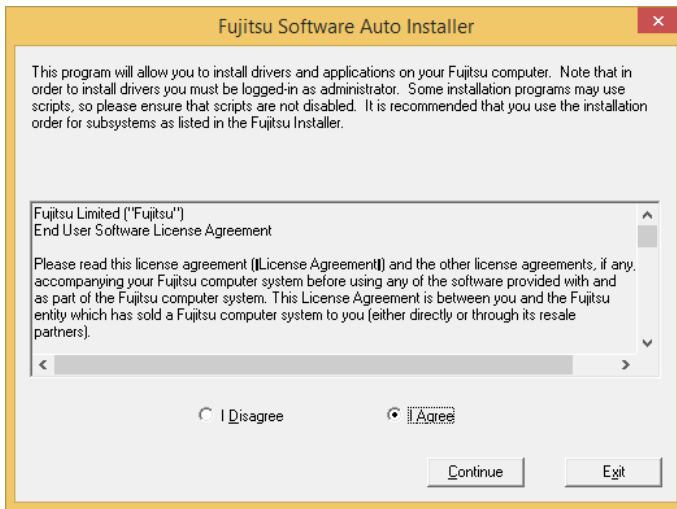 Fujitsu Software Auto Installer
This program will allow you to install drivers and applications on your Fujitsu computer.  Note that in
order to install drivers you must be logged-in as administrator.  Some installation programs may use
scripts, so please ensure that scripts are not disabled.  It is recommended that you use the installation
order for subsystems as listed in the Fujitsu Installer.
Fujitsu Limited ("Fujitsu")
End User Software License Agreement
Please read this license agreement (▌License Agreement▌) and the other license agreements, if any,
accompanying your Fujitsu computer system before using any of the software provided with and
as part of the Fujitsu computer system. This License Agreement is between you and the Fujitsu
entity which has sold a Fujitsu computer system to you (either directly or through its resale
partners).
I Disagree
I Agree
Continue
Exit